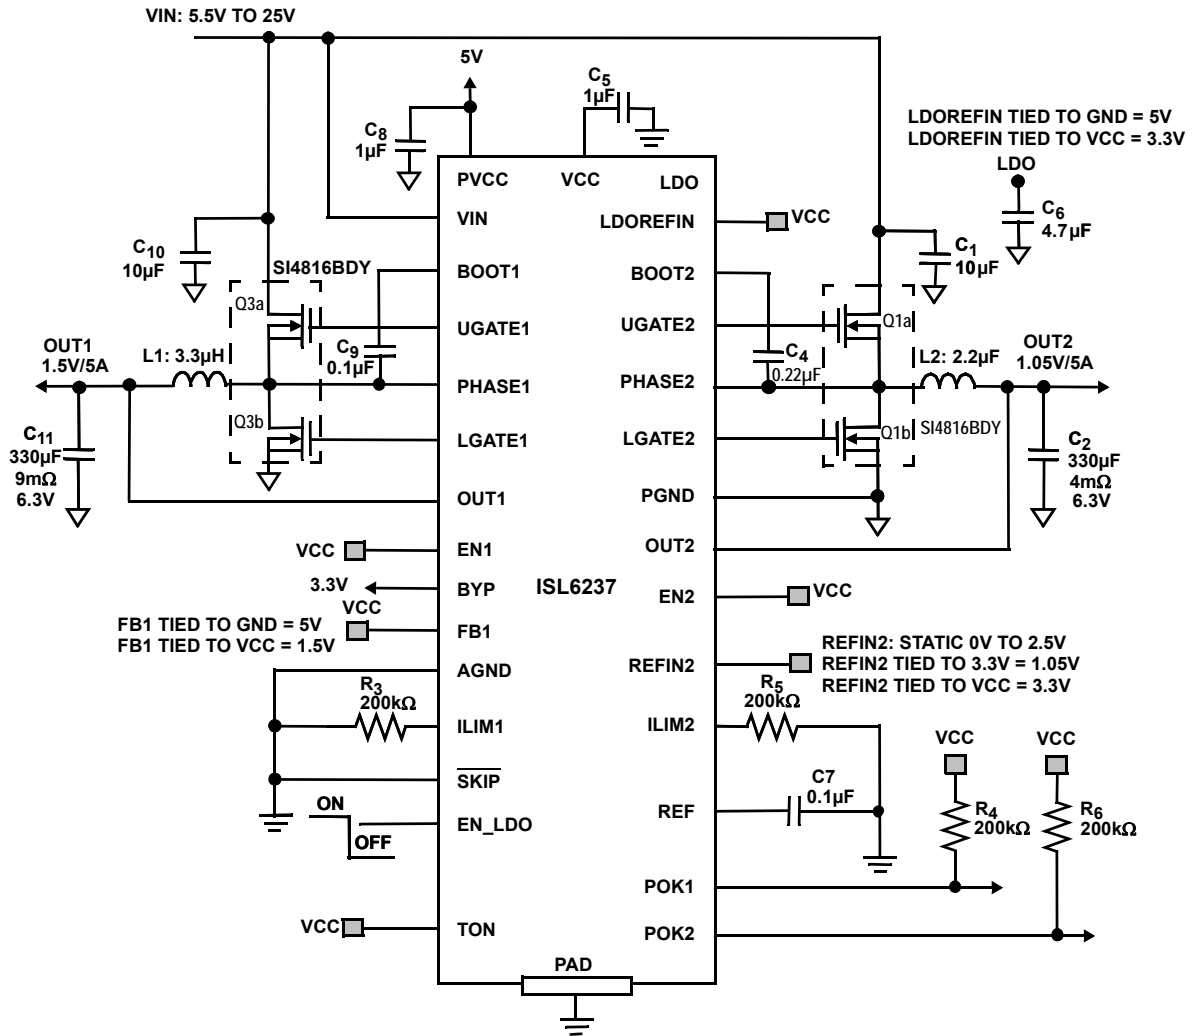 VIN: 5.5V TO 25V
5V
C5
1µF
C8
1µF
LDOREFIN TIED TO GND = 5V
LDOREFIN TIED TO VCC = 3.3V
LDO
C6
4.7µF
PVCC
VCC
LDO
VIN
LDOREFIN
VCC
C10
10µF
SI4816BDY
BOOT1
BOOT2
C1
10µF
Q3a
Q1a
UGATE1
UGATE2
C9
0.1µF
C4
0.22µF
OUT1
1.5V/5A
L1: 3.3µH
PHASE1
PHASE2
L2: 2.2µF
OUT2
1.05V/5A
Q3b
Q1b
SI4816BDY
LGATE1
LGATE2
C11
330µF
9mΩ
6.3V
C2
330µF
4mΩ
6.3V
OUT1
PGND
OUT2
VCC
EN1
3.3V
BYP
ISL6237
EN2
VCC
VCC
FB1 TIED TO GND = 5V
FB1 TIED TO VCC = 1.5V
FB1
REFIN2: STATIC 0V TO 2.5V
REFIN2 TIED TO 3.3V = 1.05V
REFIN2 TIED TO VCC = 3.3V
AGND
REFIN2
R3
200kΩ
R5
200kΩ
ILIM1
ILIM2
VCC
VCC
SKIP
C7
0.1µF
ON
OFF
EN_LDO
REF
R4
200kΩ
R6
200kΩ
POK1
VCC
TON
POK2
PAD